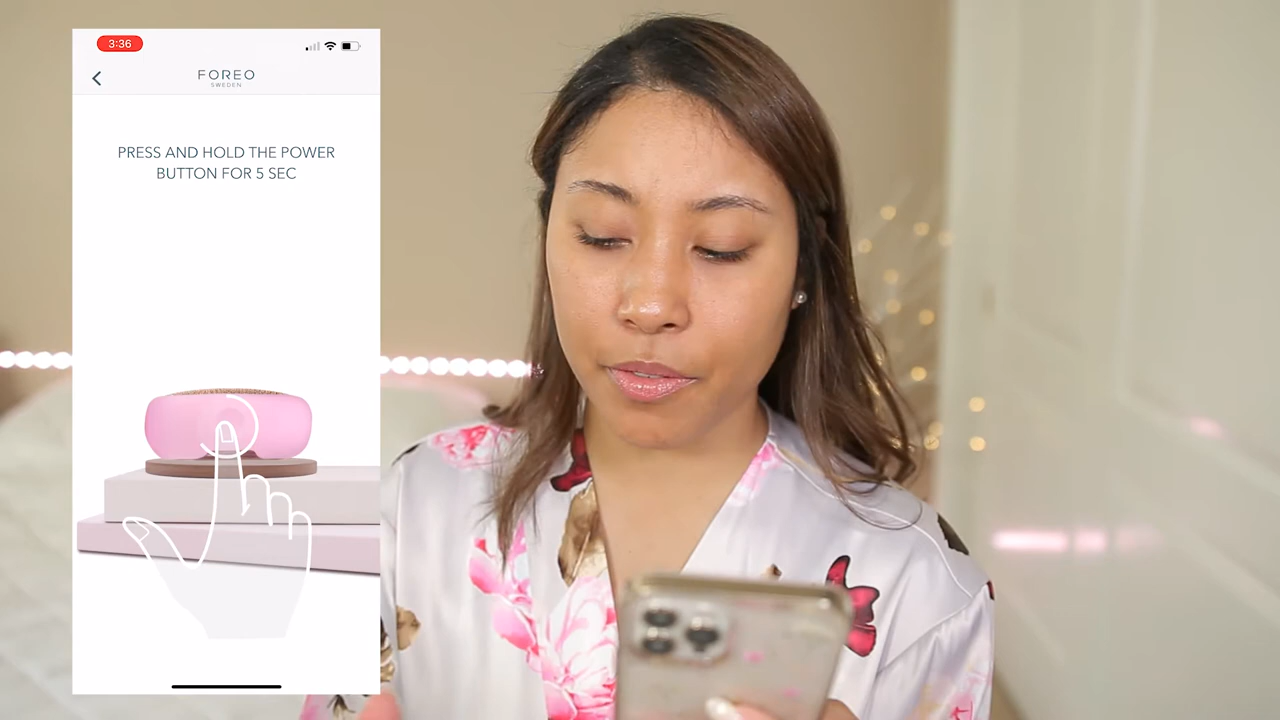 3:36
FOREO
SWEDEN
PRESS AND HOLD THE POWER
BUTTON FOR 5 SEC